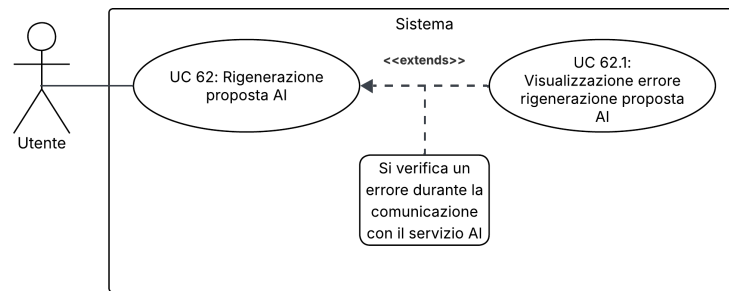 Sistema
<<extends>>
UC 62: Rigenerazione
proposta AI
UC 62.1:
Visualizzazione errore
rigenerazione proposta
AI
Utente
Si verifica un
errore durante la
comunicazione
con il servizio AI